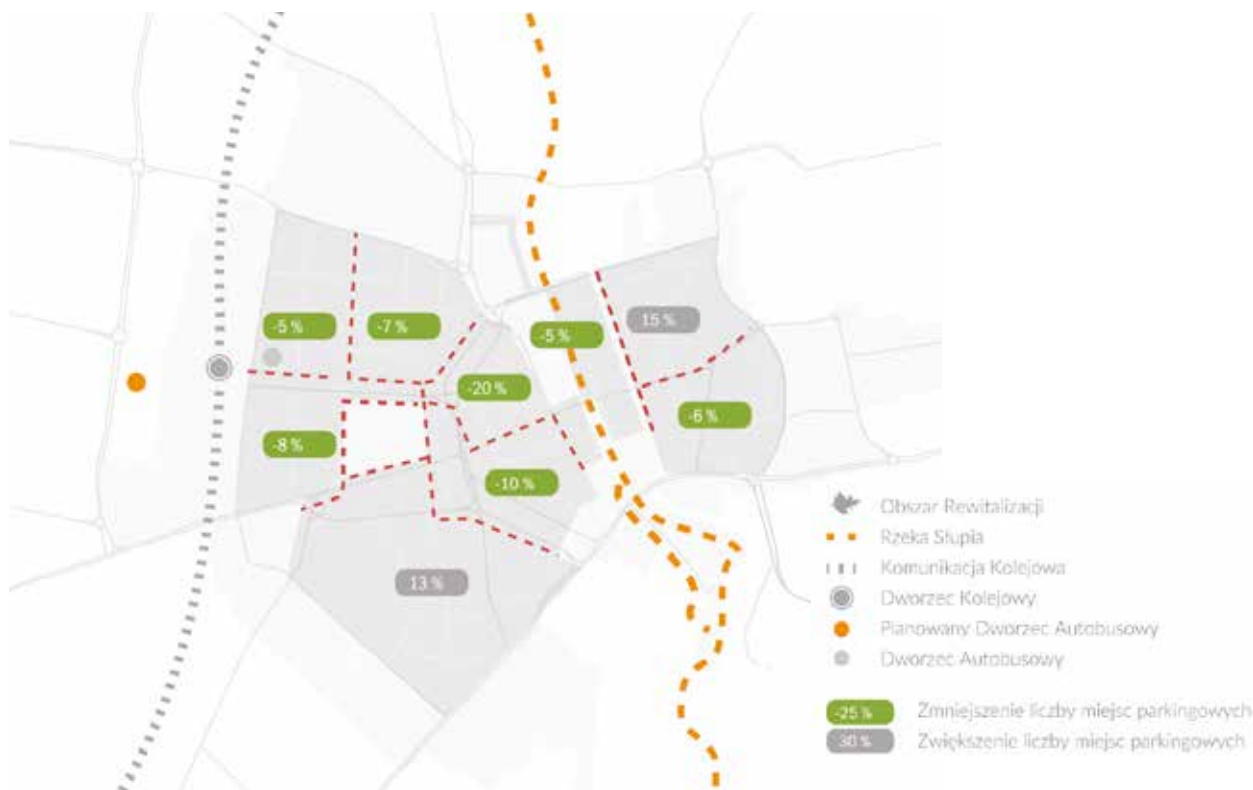 -5 %
-7 %
-5 %
15 %
-20 %
-6 %
-8 %
-10 %
13 %
Obszar Rewitalizacji
Rzeka Słupia
Komunikacja Kolejowa
Dworzec Kolejowy
Planowany Dworzec Autobusowy
Dworzec Autobusowy
-25 % Zmniejszenie liczby miejsc parkingowych
30 % Zwiększenie liczby miejsc parkingowych